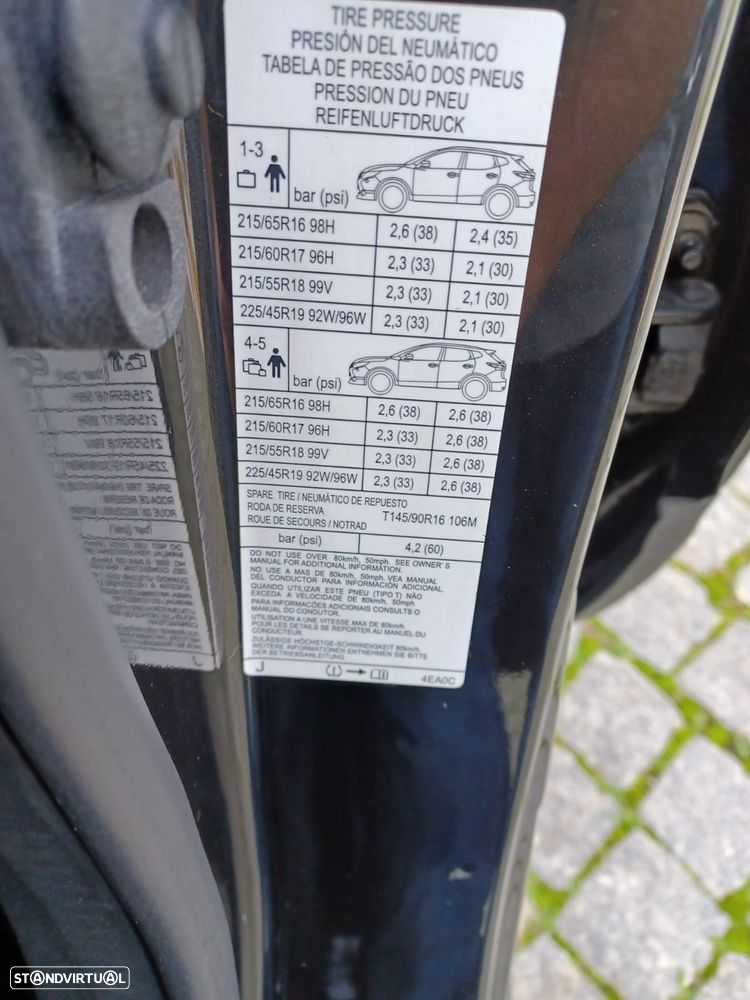 TIRE PRESSURE
PRESIÓN DEL NEUMÁTICO
TABELA DE PRESSÃO DOS PNEUS
PRESSION DU PNEU
REIFENLUFTDRUCK
1-3
bar (psi)
215/65R16 98H 2,6 (38) 2,4 (35)
215/60R17 96H 2,3 (33) 2,1 (30)
215/55R18 99V 2,3 (33) 2,1 (30)
225/45R19 92W/96W 2,3 (33) 2,1 (30)
4-5
bar (psi)
215/65R16 98H 2,6 (38) 2,6 (38)
215/60R17 96H 2,3 (33) 2,6 (38)
215/55R18 99V 2,3 (33) 2,6 (38)
225/45R19 92W/96W 2,3 (33) 2,6 (38)
SPARE TIRE / NEUMÁTICO DE REPUESTO
RODA DE RESERVA T145/90R16 106M
ROUE DE SECOURS / NOTRAD
bar (psi) 4,2 (60)
DO NOT USE OVER 80km/h, 50mph. SEE OWNER'S
MANUAL FOR ADDITIONAL INFORMATION.
NO USE A MAS DE 80km/h, 50mph. VEA MANUAL
DEL CONDUCTOR PARA INFORMACIÓN ADICIONAL.
QUANDO UTILIZAR ESTE PNEU (TIPO T) NÃO
EXCEDA A VELOCIDADE DE 80km/h, 50mph
PARA INFORMAÇÕES ADICIONAIS CONSULTS O
MANUAL DO CONDUTOR.
UTILISATION A UNE VITESSE MAX DE 80km/h.
POUR LES DETAILS SE REPORTER AU MANUEL DU
CONDUCTEUR.
ZULÄSSIGE HÖCHSTGE-SCHWINDIGKEIT 80km/h.
WEITERE INFORMATIONEN ENTNEHMEN SIE BITTE
DER BETRIEBSANLEITUNG.
J 4EA0C
STANDVIRTUAL